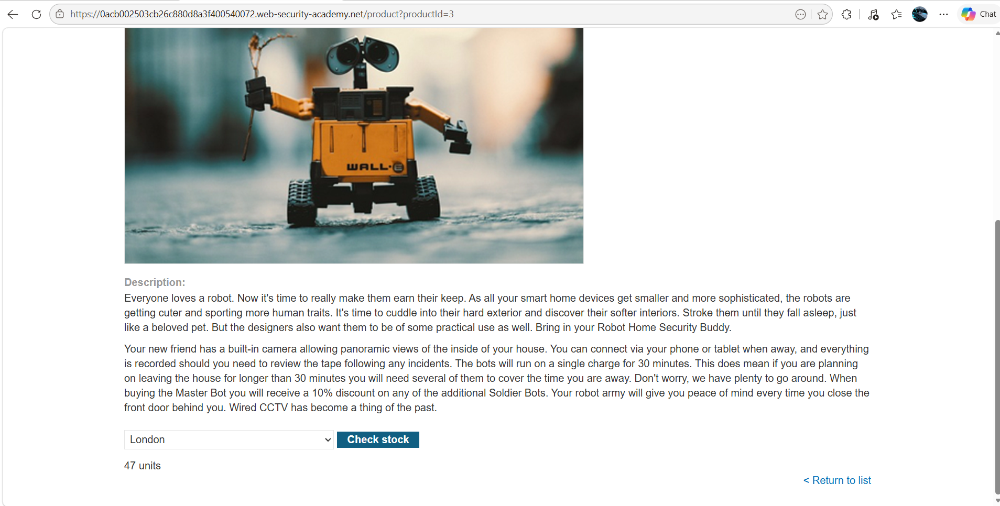 https://0acb002503cb26c880d8a3f400540072.web-security-academy.net/product?productId=3
Chat
WALL·E
Description:
Everyone loves a robot. Now it's time to really make them earn their keep. As all your smart home devices get smaller and more sophisticated, the robots are
getting cuter and sporting more human traits. It's time to cuddle into their hard exterior and discover their softer interiors. Stroke them until they fall asleep, just
like a beloved pet. But the designers also want them to be of some practical use as well. Bring in your Robot Home Security Buddy.
Your new friend has a built-in camera allowing panoramic views of the inside of your house. You can connect via your phone or tablet when away, and everything
is recorded should you need to review the tape following any incidents. The bots will run on a single charge for 30 minutes. This does mean if you are planning
on leaving the house for longer than 30 minutes you will need several of them to cover the time you are away. Don't worry, we have plenty to go around. When
buying the Master Bot you will receive a 10% discount on any of the additional Soldier Bots. Your robot army will give you peace of mind every time you close the
front door behind you. Wired CCTV has become a thing of the past.
London
Check stock
47 units
< Return to list